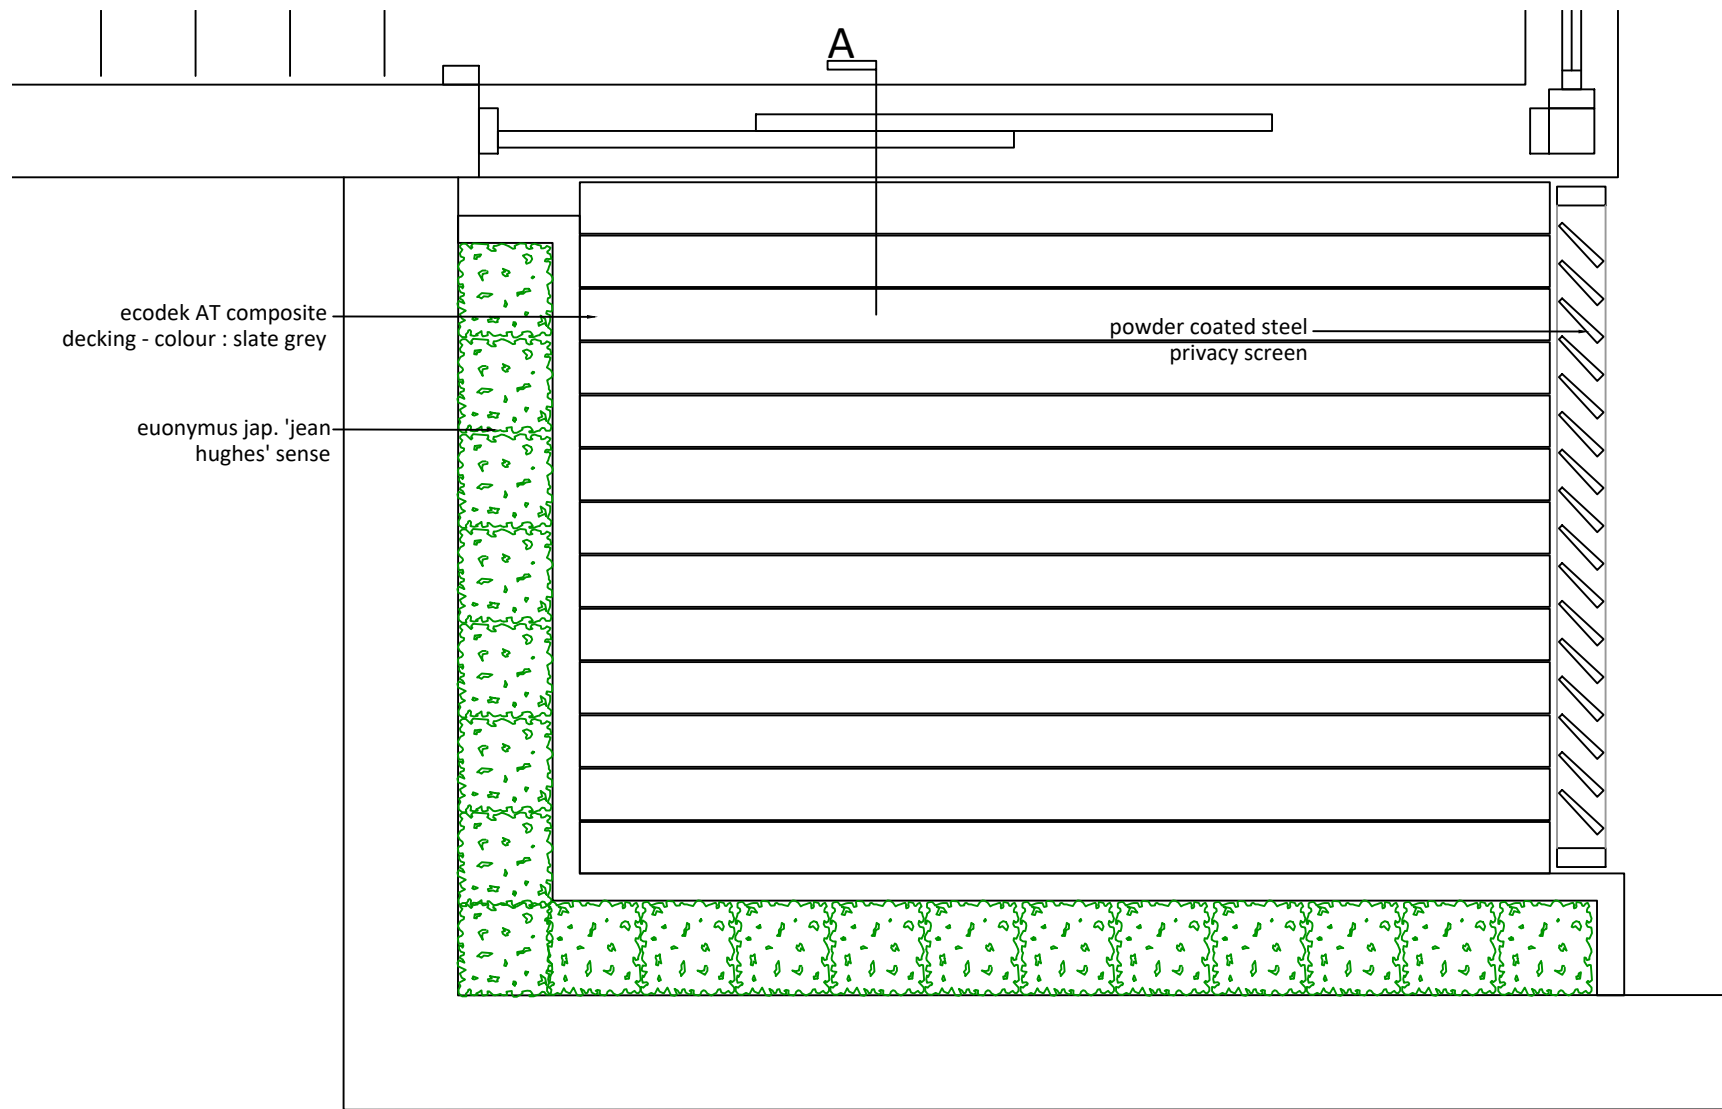 A
ecodek AT composite
decking - colour : slate grey
powder coated steel
privacy screen
euonymus jap. 'jean
hughes' sense